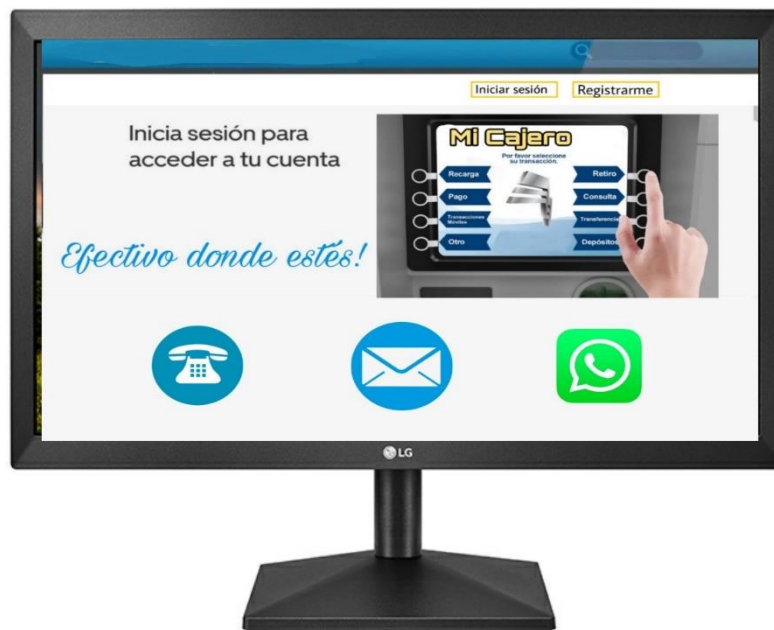 Iniciar sesión
Registrarme
Inicia sesión para
acceder a tu cuenta
Efectivo donde estés!
Mi Cajero
Por favor seleccione
su transacción.
Recarga
Retiro
Pago
Consulta
Transacciones
Móviles
Transferencia
Otro
Depósitos
LG